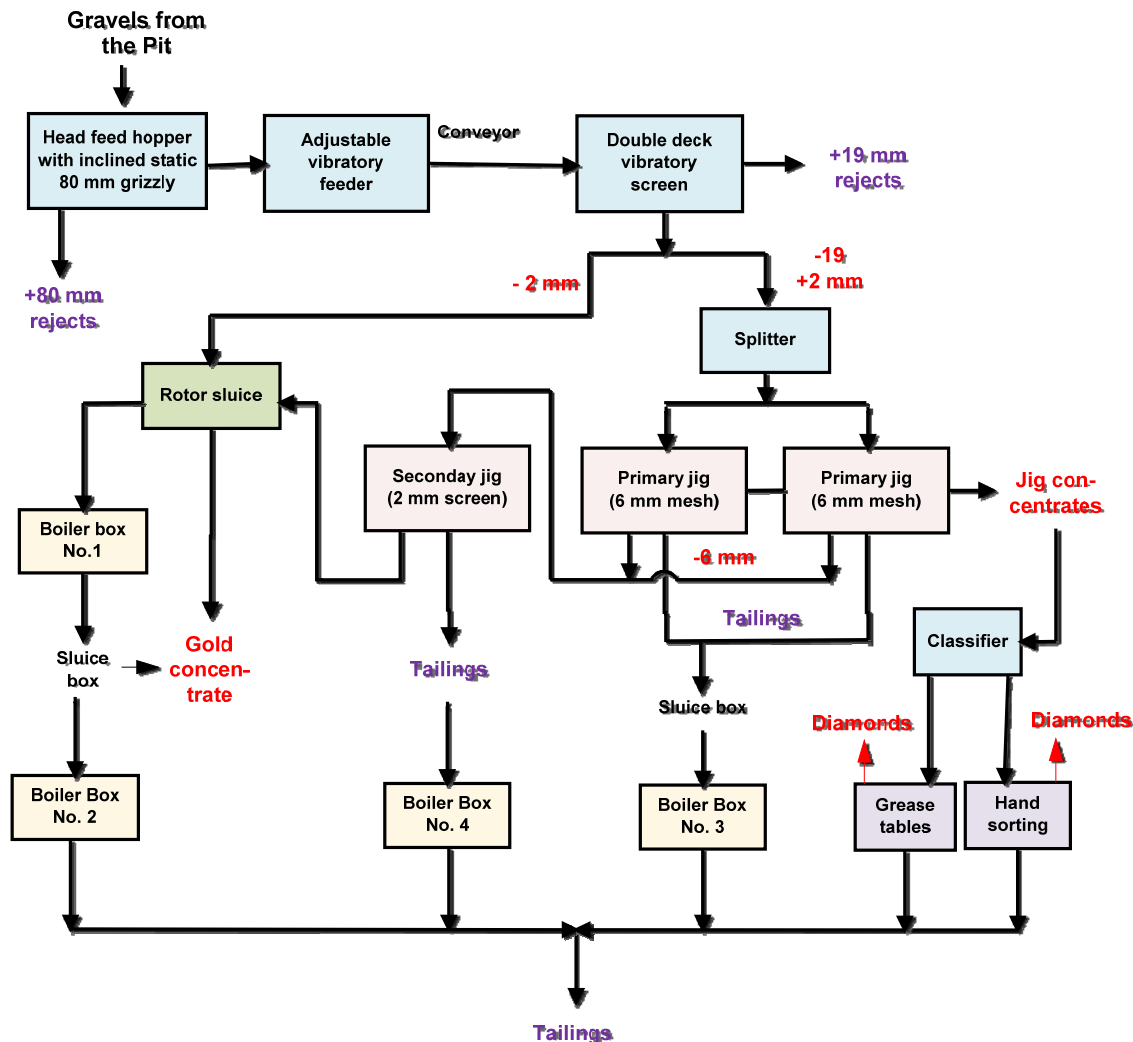 Gravels from
the Pit
Head feed hopper
with inclined static
80 mm grizzly
Adjustable
vibratory
feeder
Conveyor
Double deck
vibratory
screen
+19 mm
rejects
+80 mm
rejects
- 2 mm
-19
+2 mm
Splitter
Rotor sluice
Seconday jig
(2 mm screen)
Primary jig
(6 mm mesh)
Primary jig
(6 mm mesh)
Jig con-
centrates
Boiler box
No.1
-6 mm
Tailings
Classifier
Sluice
box
Gold
concen-
trate
Tailings
Sluice box
Diamonds
Diamonds
Boiler Box
No. 2
Boiler Box
No. 4
Boiler Box
No. 3
Grease
tables
Hand
sorting
Tailings